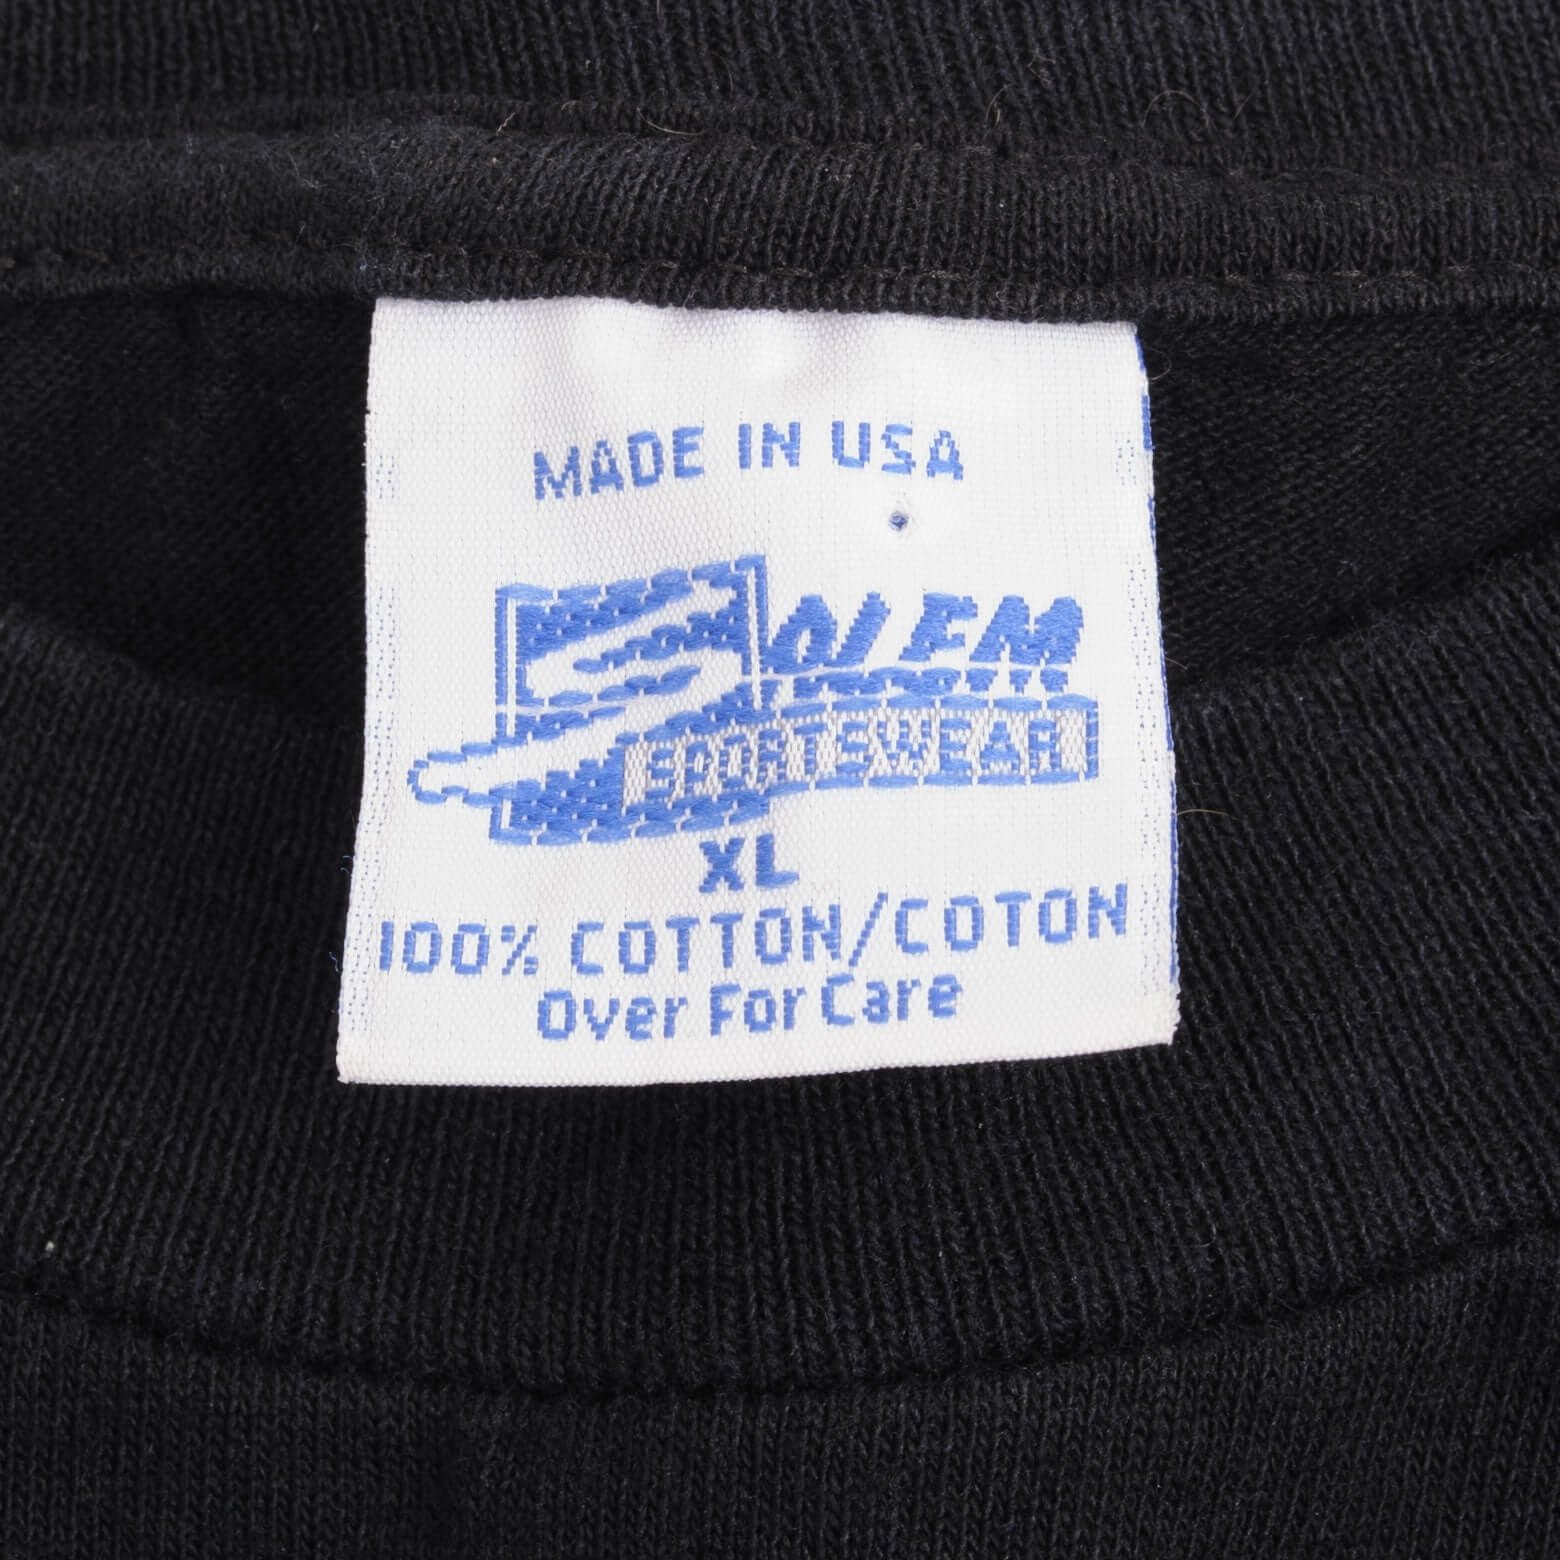 MADE IN USA
SALEM
SPORTSWEAR
XL
100% COTTON/COTON
Over For Care